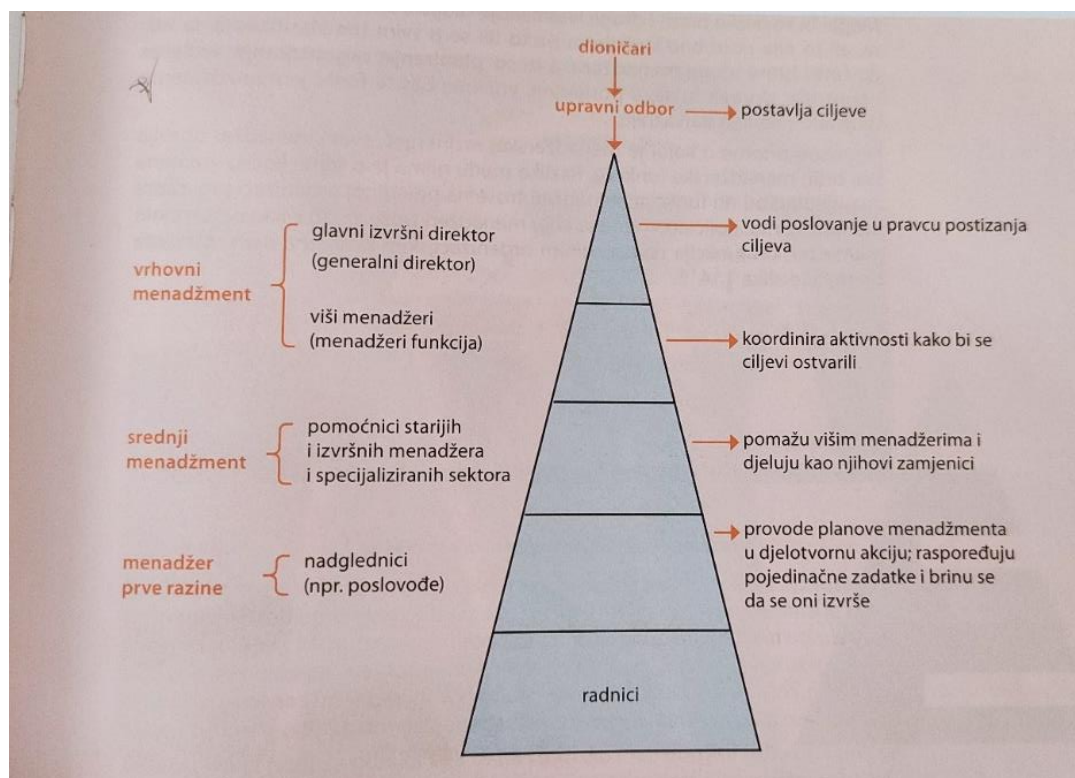 dioničari
upravni odbor
postavlja ciljeve
vrhovni
menadžment
glavni izvršni direktor
(generalni direktor)
viši menadžeri
(menadžeri funkcija)
vodi poslovanje u pravcu postizanja
ciljeva
koordinira aktivnosti kako bi se
ciljevi ostvarili
srednji
menadžment
pomoćnici starijih
i izvršnih menadžera
i specijaliziranih sektora
pomažu višim menadžerima i
djeluju kao njihovi zamjenici
menadžer
prve razine
nadglednici
(npr. poslovođe)
provode planove menadžmenta
u djelotvornu akciju; raspoređuju
pojedinačne zadatke i brinu se
da se oni izvrše
radnici